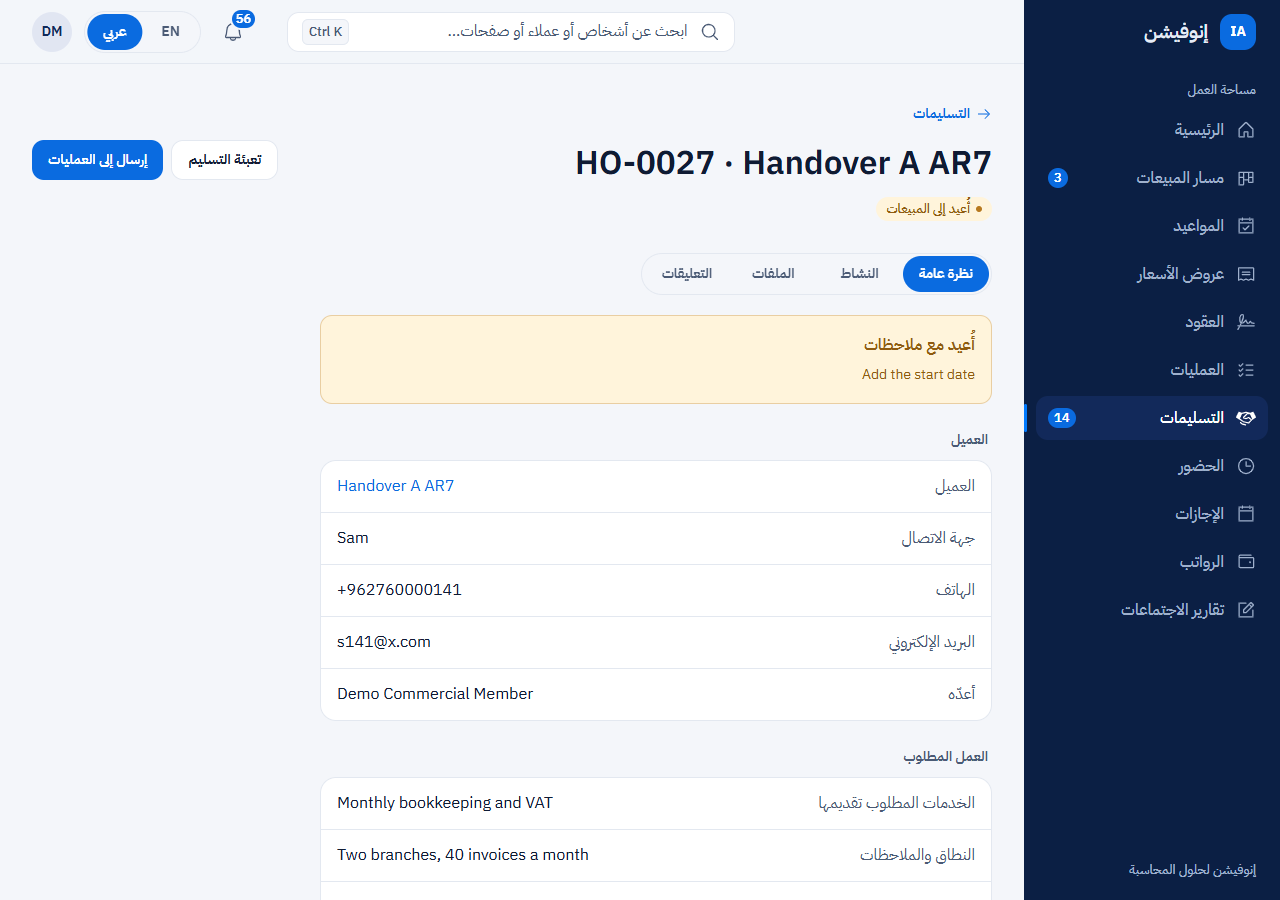 IA
إنوفيشن
مساحة العمل
الرئيسية
مسار المبيعات
3
المواعيد
عروض الأسعار
العقود
العمليات
التسليمات
14
الحضور
الإجازات
الرواتب
تقارير الاجتماعات
إنوفيشن لحلول المحاسبة
ابحث عن أشخاص أو عملاء أو صفحات...
Ctrl K
56
EN
عربي
DM
التسليمات
HO-0027 · Handover A AR7
تعبئة التسليم
إرسال إلى العمليات
أُعيد إلى المبيعات
نظرة عامة
النشاط
الملفات
التعليقات
أُعيد مع ملاحظات
Add the start date
العميل
العميل
Handover A AR7
جهة الاتصال
Sam
الهاتف
+962760000141
البريد الإلكتروني
s141@x.com
أعدّه
Demo Commercial Member
العمل المطلوب
الخدمات المطلوب تقديمها
Monthly bookkeeping and VAT
النطاق والملاحظات
Two branches, 40 invoices a month